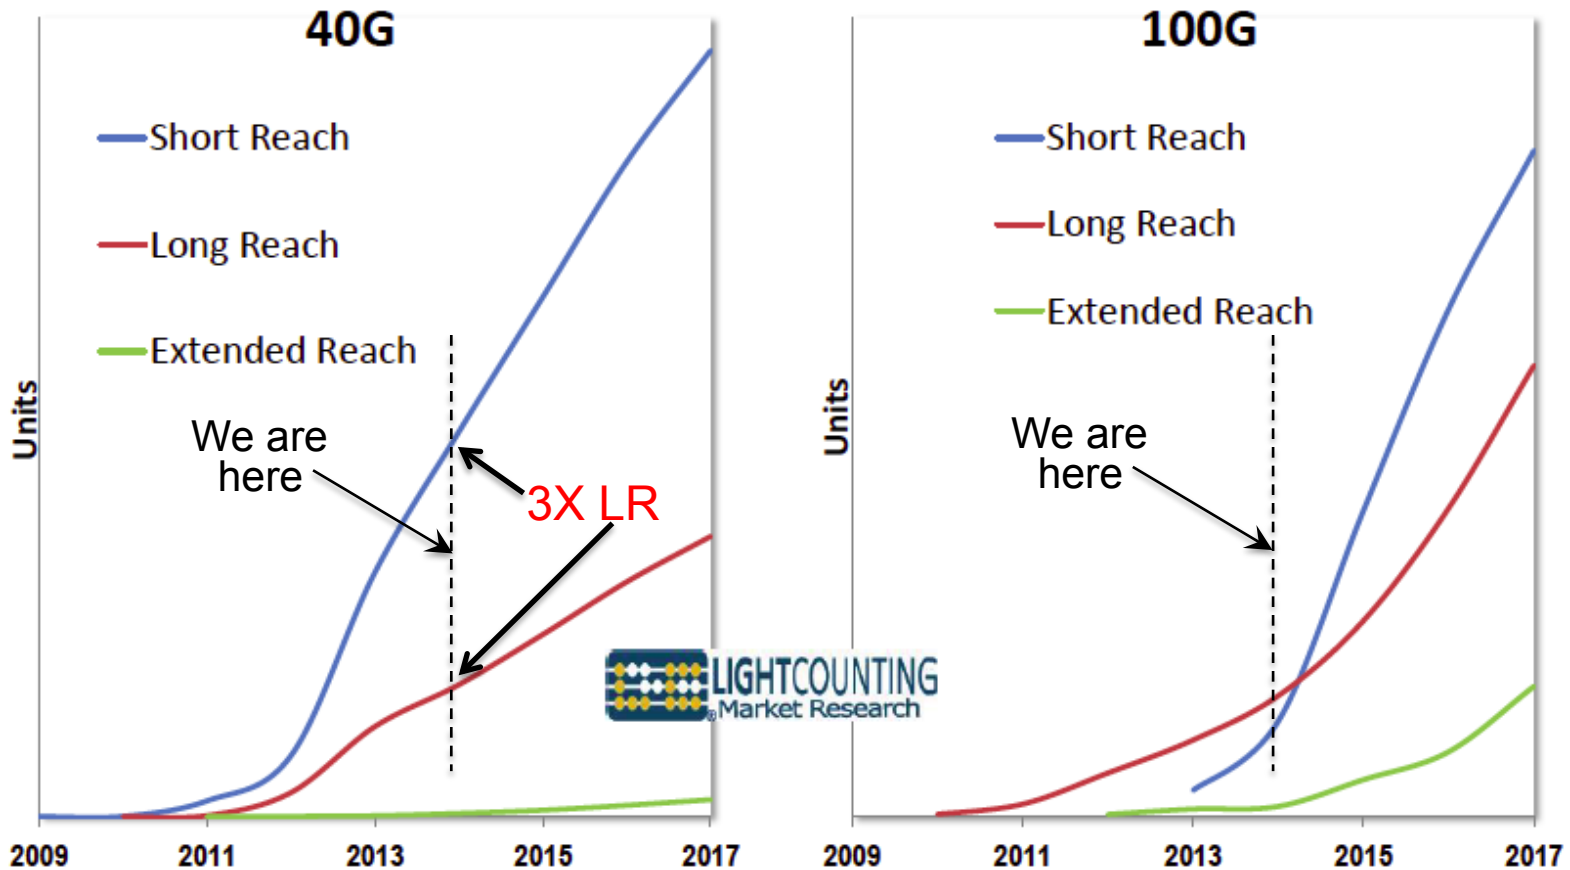 40G
Short Reach
Long Reach
Extended Reach
Units
We are
here
3X LR
2009
2011
2013
2015
2017
100G
Short Reach
Long Reach
Extended Reach
Units
We are
here
2009
2011
2013
2015
2017
LIGHTCOUNTING
®Market Research